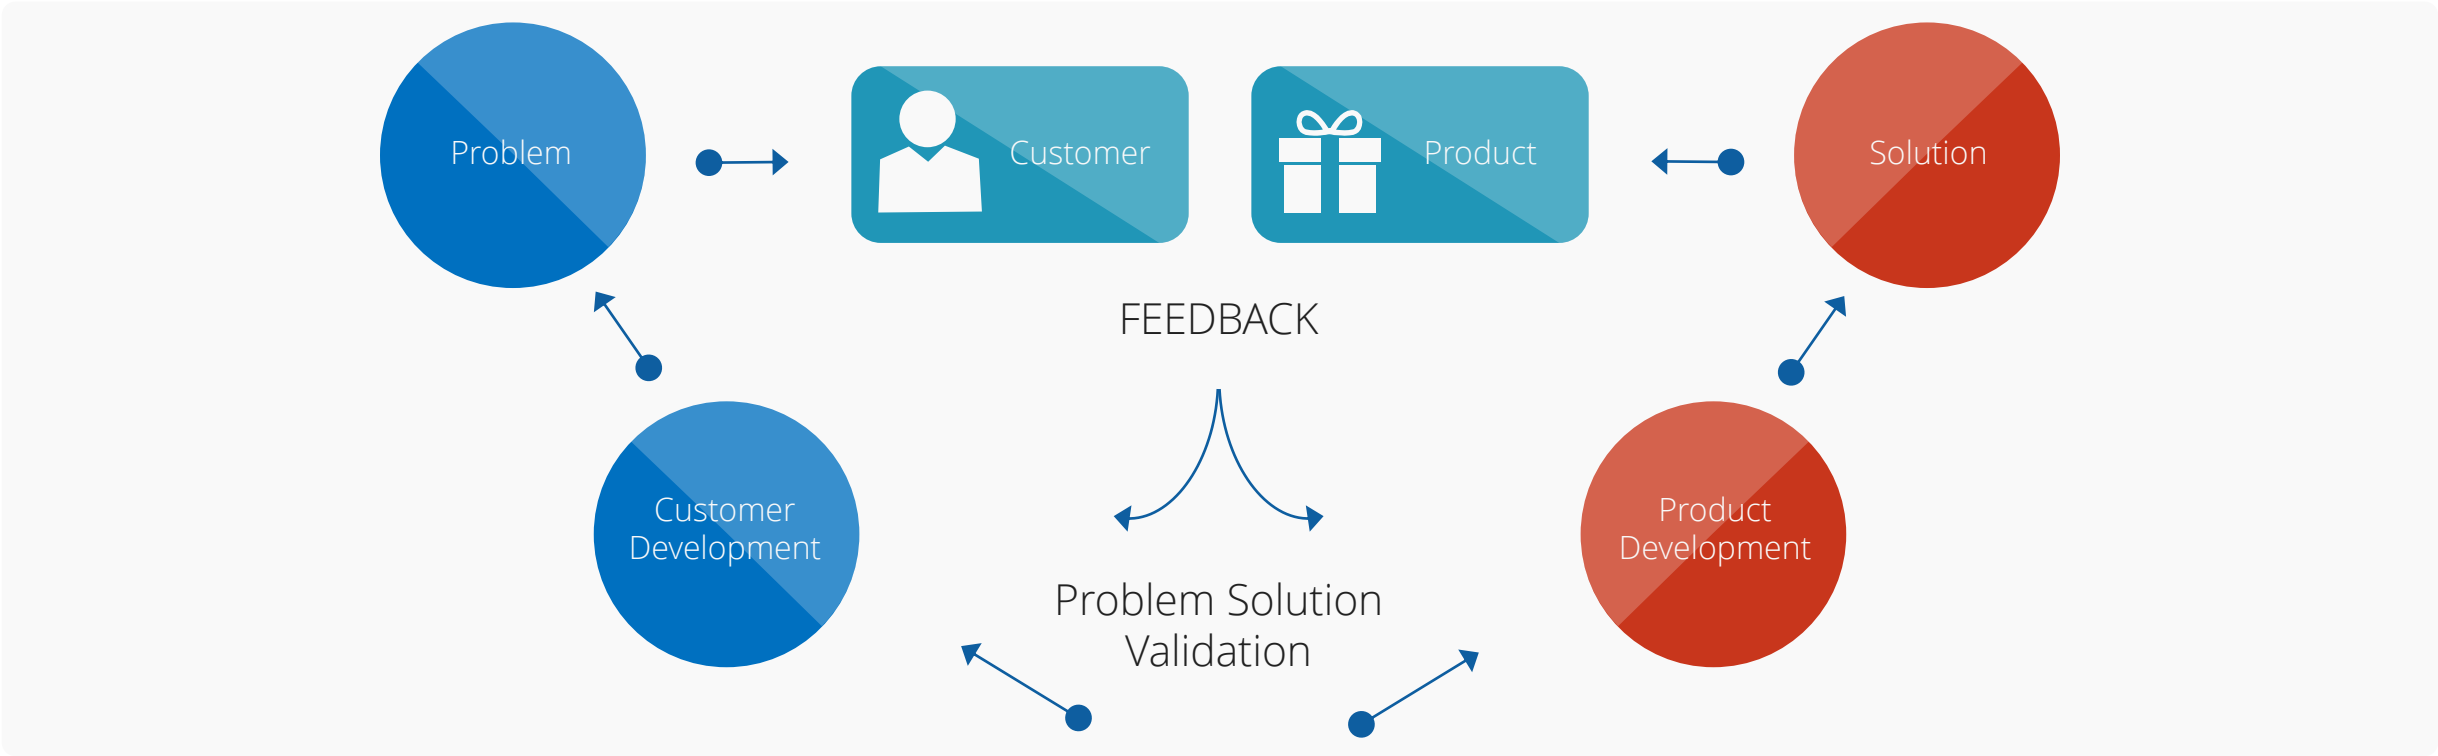 Problem
Customer
Product
Solution
FEEDBACK
Customer
Development
Product
Development
Problem Solution
Validation